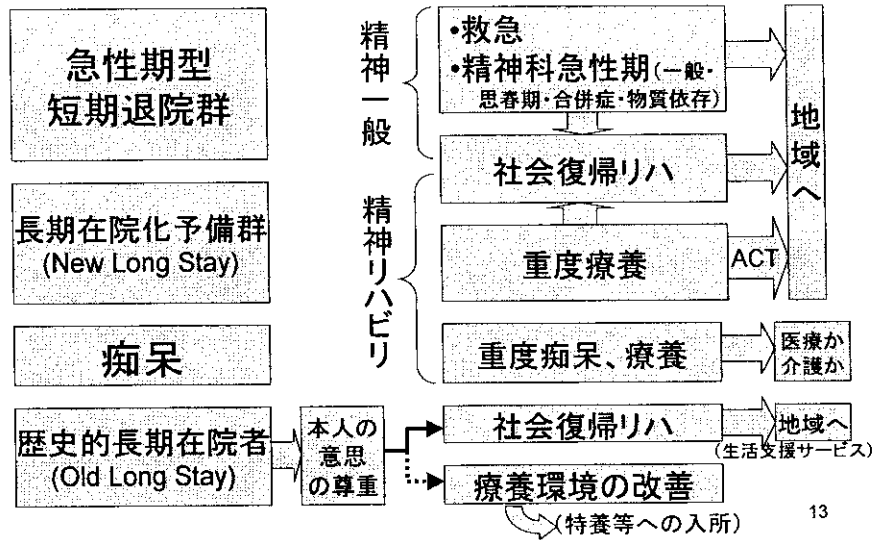 急性期型
短期退院群
長期在院化予備群
(New Long Stay)
痴呆
歴史的長期在院者
(Old Long Stay)
本人の
意思
の尊重
精神一般
精神リハビリ
•救急
•精神科急性期(一般・
思春期・合併症・物質依存)
社会復帰リハ
重度療養
ACT
地域へ
重度痴呆、療養
医療か
介護か
社会復帰リハ
地域へ
(生活支援サービス)
療養環境の改善
(特養等への入所)
13